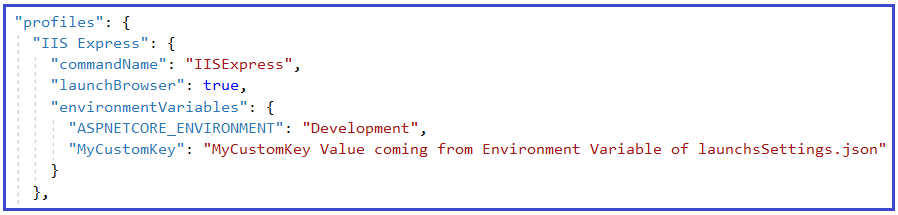 "profiles": {
"IIS Express": {
"commandName": "IISExpress",
"launchBrowser": true,
"environmentVariables": {
"ASPNETCORE_ENVIRONMENT": "Development",
"MyCustomKey": "MyCustomKey Value coming from Environment Variable of launchsSettings.json"
}
},